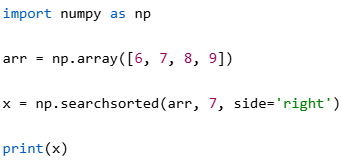 import numpy as np
arr = np.array([6, 7, 8, 9])
x = np.searchsorted(arr, 7, side='right')
print(x)